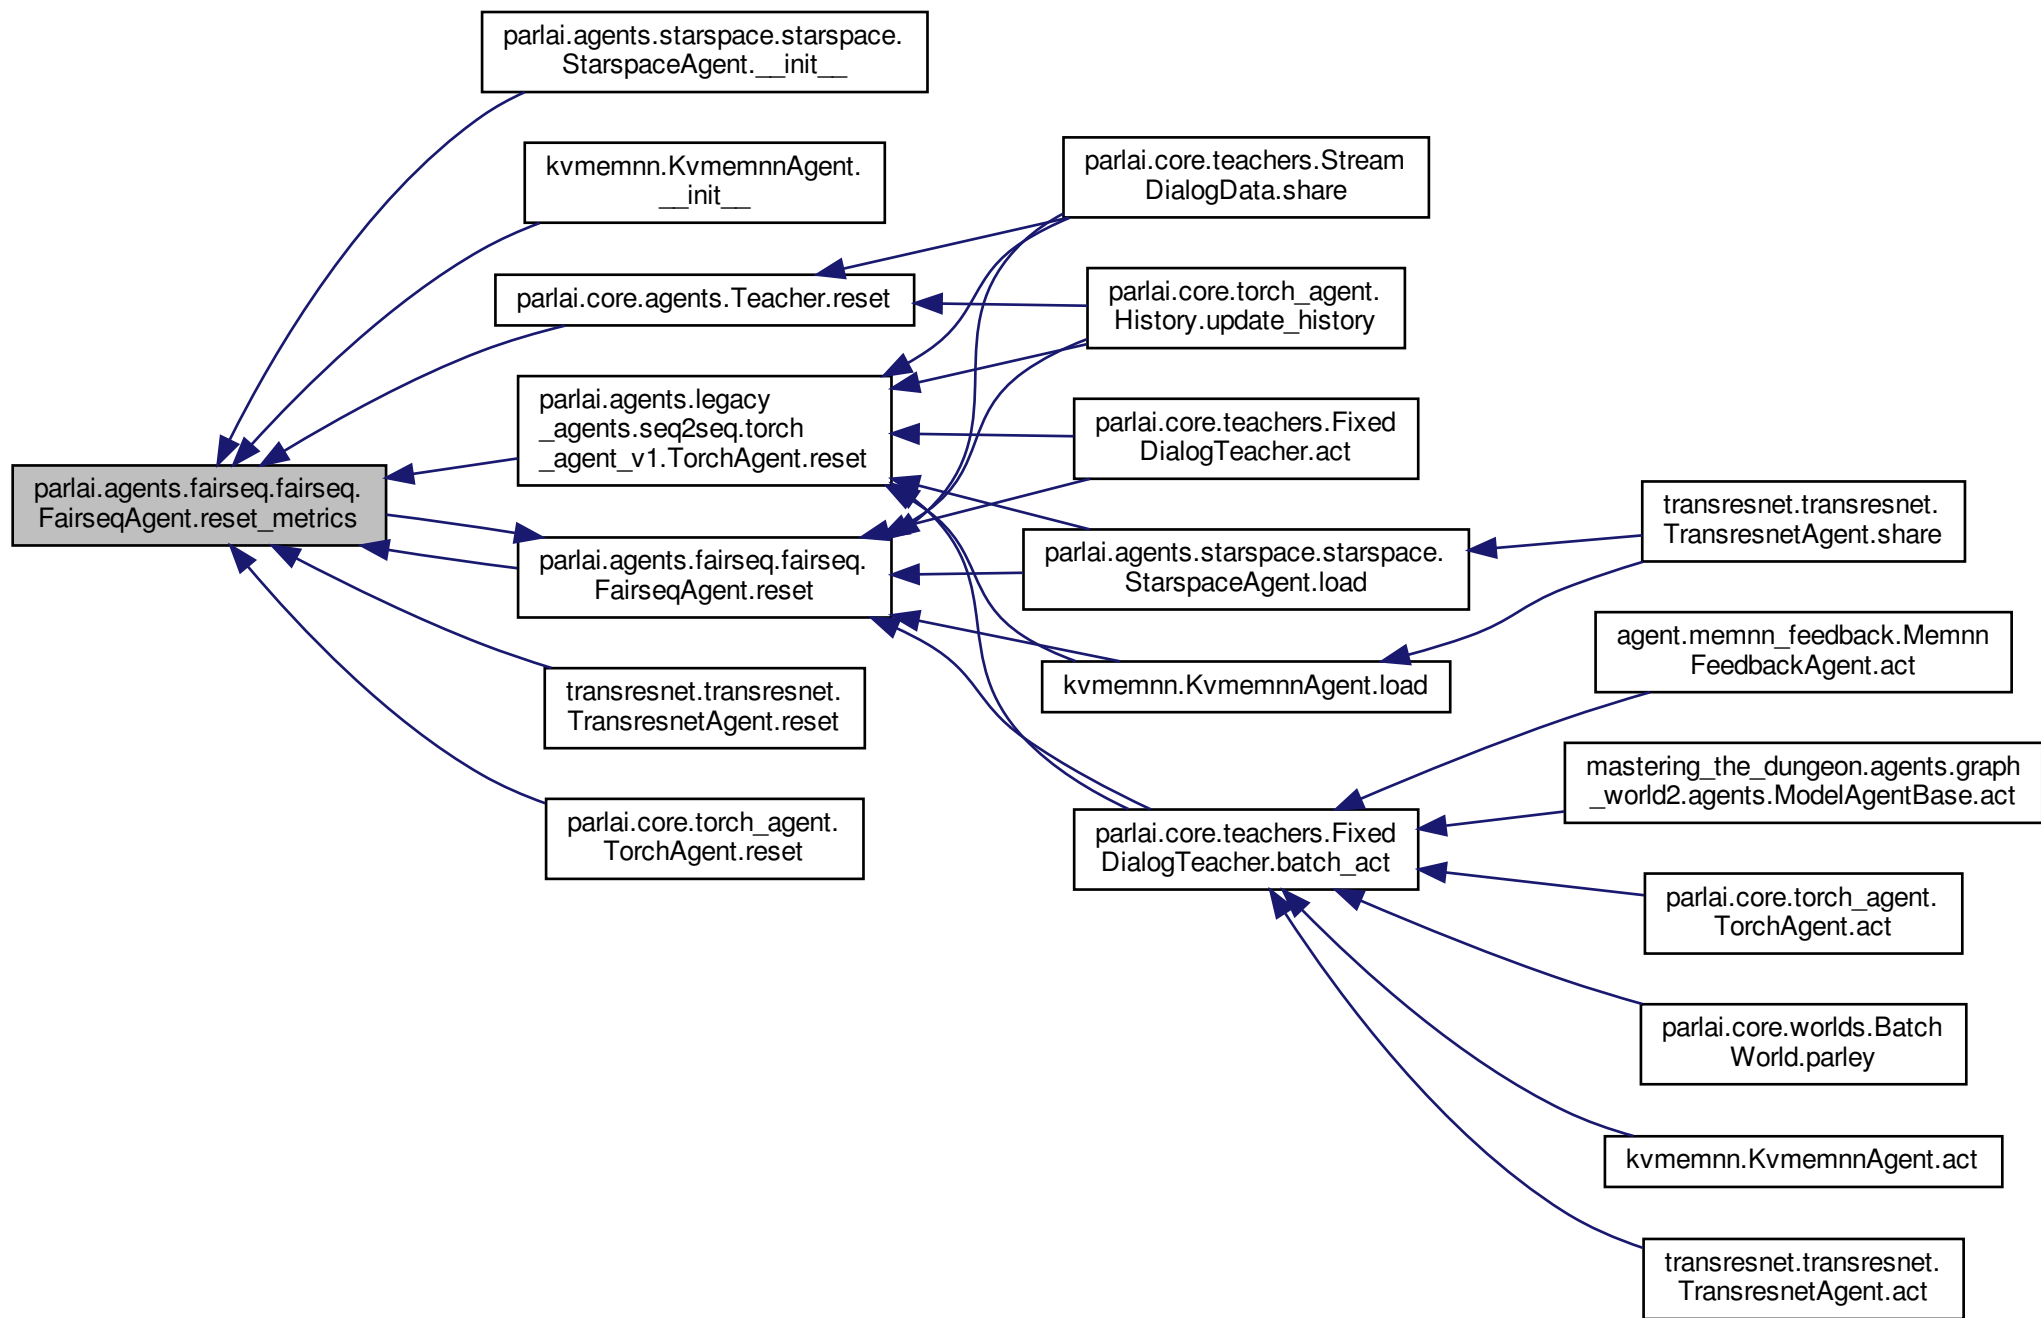 parlai.agents.starspace.starspace.
StarspaceAgent.__init__
kvmemnn.KvmemnnAgent.
__init__
parlai.core.agents.Teacher.reset
parlai.agents.legacy
_agents.seq2seq.torch
_agent_v1.TorchAgent.reset
parlai.agents.fairseq.fairseq.
FairseqAgent.reset_metrics
parlai.agents.fairseq.fairseq.
FairseqAgent.reset
transresnet.transresnet.
TransresnetAgent.reset
parlai.core.torch_agent.
TorchAgent.reset
parlai.core.teachers.Stream
DialogData.share
parlai.core.torch_agent.
History.update_history
parlai.core.teachers.Fixed
DialogTeacher.act
parlai.agents.starspace.starspace.
StarspaceAgent.load
kvmemnn.KvmemnnAgent.load
parlai.core.teachers.Fixed
DialogTeacher.batch_act
transresnet.transresnet.
TransresnetAgent.share
agent.memnn_feedback.Memnn
FeedbackAgent.act
mastering_the_dungeon.agents.graph
_world2.agents.ModelAgentBase.act
parlai.core.torch_agent.
TorchAgent.act
parlai.core.worlds.Batch
World.parley
kvmemnn.KvmemnnAgent.act
transresnet.transresnet.
TransresnetAgent.act